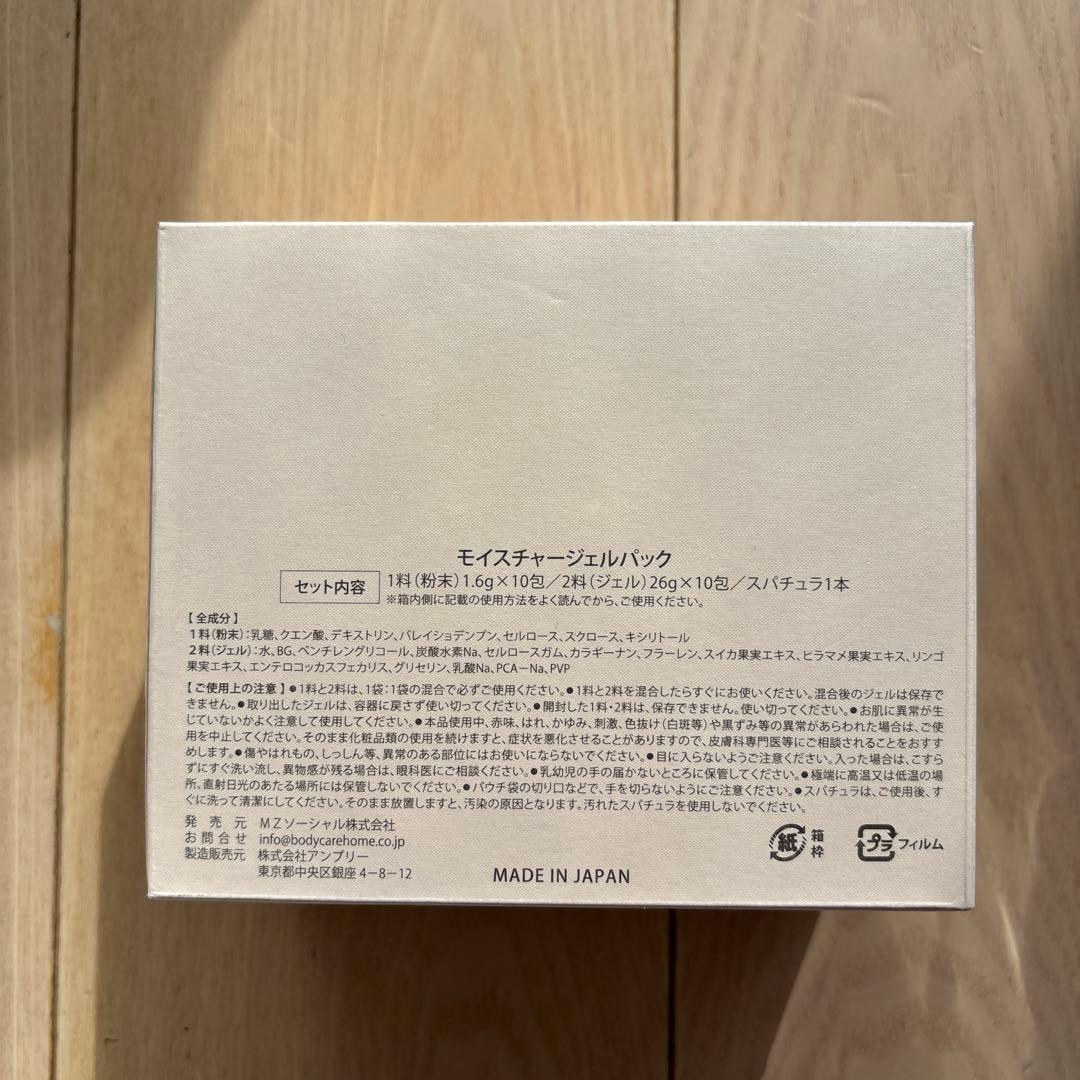 モイスチャージェルパック
セット内容 1料(粉末)1.6g×10包／2料(ジェル)26g×10包／スパチュラ1本
※箱内側に記載の使用方法をよく読んでから、ご使用ください。
【全成分】
1料(粉末)：乳糖、クエン酸、デキストリン、バレイショデンプン、セルロース、スクロース、キシリトール
2料(ジェル)：水、BG、ペンチレングリコール、炭酸水素Na、セルロースガム、カラギーナン、フラーレン、スイカ果実エキス、ヒラマメ果実エキス、リンゴ
果実エキス、エンテロコッカスフェカリス、グリセリン、乳酸Na、PCA－Na、PVP
【ご使用上の注意】●1料と2料は、1袋：1袋の混合で必ずご使用ください。●1料と2料を混合したらすぐにお使いください。混合後のジェルは保存で
きません。●取り出したジェルは、容器に戻さず使い切ってください。●開封した1料・2料は、保存できません。使い切ってください。●お肌に異常が生
じていないかよく注意して使用してください。●本品使用中、赤味、はれ、かゆみ、刺激、色抜け(白斑等)や黒ずみ等の異常があらわれた場合は、ご使
用を中止してください。そのまま化粧品類の使用を続けますと、症状を悪化させることがありますので、皮膚科専門医等にご相談されることをおすす
めします。●傷やはれもの、しっしん等、異常のある部位にはお使いにならないでください。●目に入らないようご注意ください。入った場合は、こすら
ずにすぐ洗い流し、異物感が残る場合は、眼科医にご相談ください。●乳幼児の手の届かないところに保管してください。●極端に高温又は低温の場
所、直射日光のあたる場所には保管しないでください。●パウチ袋の切り口などで、手を切らないようにご注意ください。●スパチュラは、ご使用後、す
ぐに洗って清潔にしてください。そのまま放置しますと、汚染の原因となります。汚れたスパチュラを使用しないでください。
発売元 MZソーシャル株式会社
お問合せ info@bodycarehome.co.jp
製造販売元 株式会社アンプリー
東京都中央区銀座4－8－12
MADE IN JAPAN
紙 箱 枠
プラ フィルム